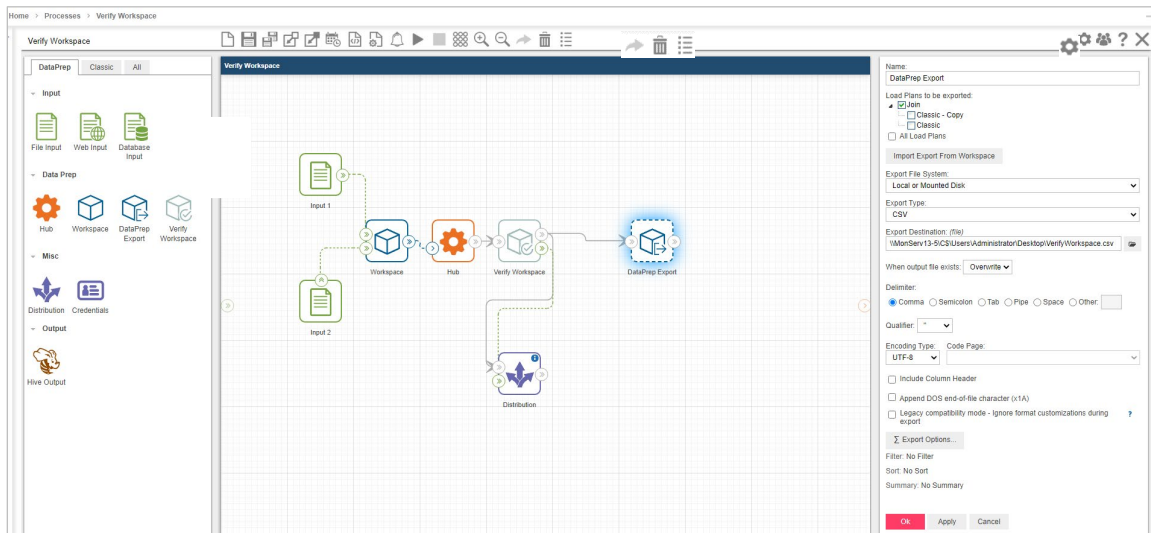 Home > Processes > Verify Workspace
Verify Workspace
DataPrep Classic All
Input
File Input Web Input Database Input
Data Prep
Hub Workspace DataPrep Export Verify Workspace
Misc
Distribution Credentials
Output
Hive Output
Verify Workspace
Input 1
Workspace Hub Verify Workspace DataPrep Export
Input 2
Distribution
Name:
DataPrep Export
Load Plans to be exported:
Join
Classic - Copy
Classic
All Load Plans
Import Export From Workspace
Export File System:
Local or Mounted Disk
Export Type:
CSV
Export Destination: (file)
\\MonServ13-5\C$\Users\Administrator\Desktop\VerifyWorkspace.csv
When output file exists: Overwrite
Delimiter:
Comma Semicolon Tab Pipe Space Other:
Qualifier: "
Encoding Type: Code Page:
UTF-8
Include Column Header
Append DOS end-of-file character (x1A)
Legacy compatibility mode - Ignore format customizations during ?
export
Σ Export Options...
Filter: No Filter
Sort: No Sort
Summary: No Summary
Ok Apply Cancel